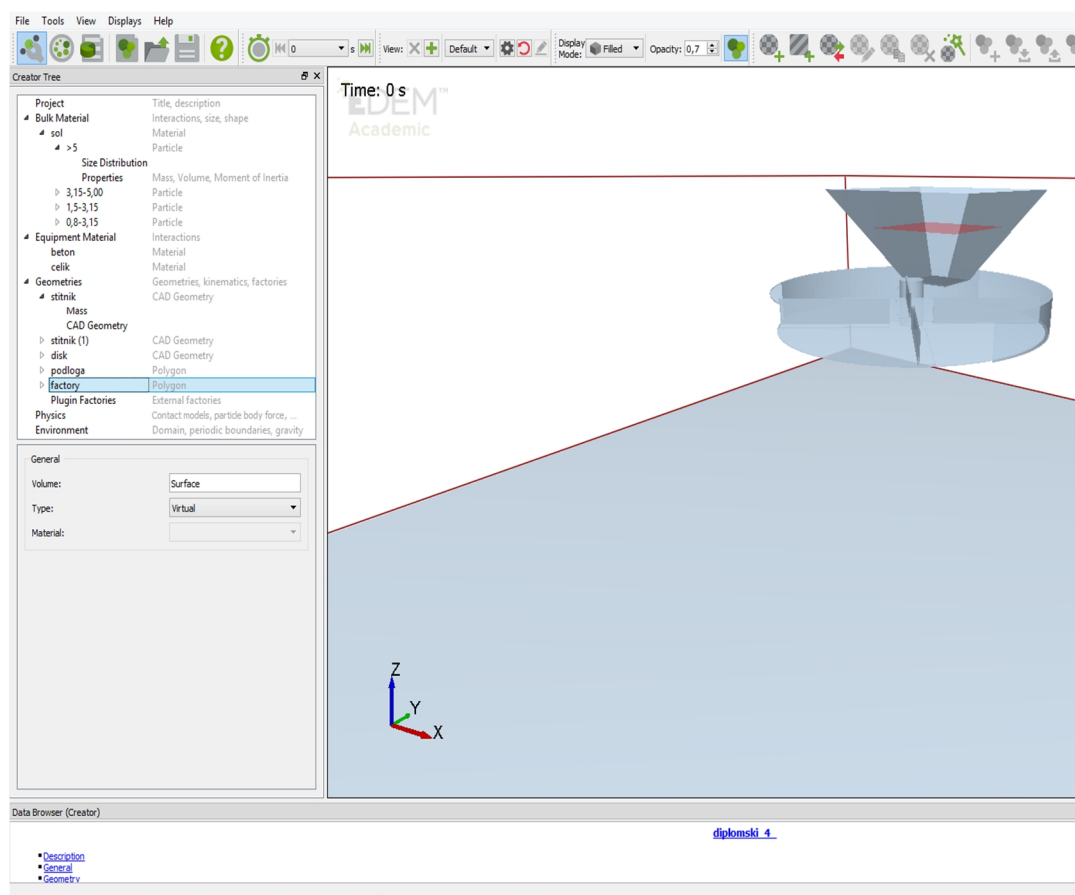 File Tools View Displays Help
0 s View: Default Display Mode: Filled Opacity: 0,7
Creator Tree
Time: 0 s
EDEM™
Academic
Project Title, description
Bulk Material Interactions, size, shape
sol Material
>5 Particle
Size Distribution
Properties Mass, Volume, Moment of Inertia
3,15-5,00 Particle
1,5-3,15 Particle
0,8-3,15 Particle
Equipment Material Interactions
beton Material
celik Material
Geometries Geometries, kinematics, factories
stitnik CAD Geometry
Mass
CAD Geometry
stitnik (1) CAD Geometry
disk CAD Geometry
podloga Polygon
factory Polygon
Plugin Factories External factories
Physics Contact models, particle body force, ...
Environment Domain, periodic boundaries, gravity
General
Volume: Surface
Type: Virtual
Material:
Z
Y
X
Data Browser (Creator)
diplomski_4_
Description
General
Geometry